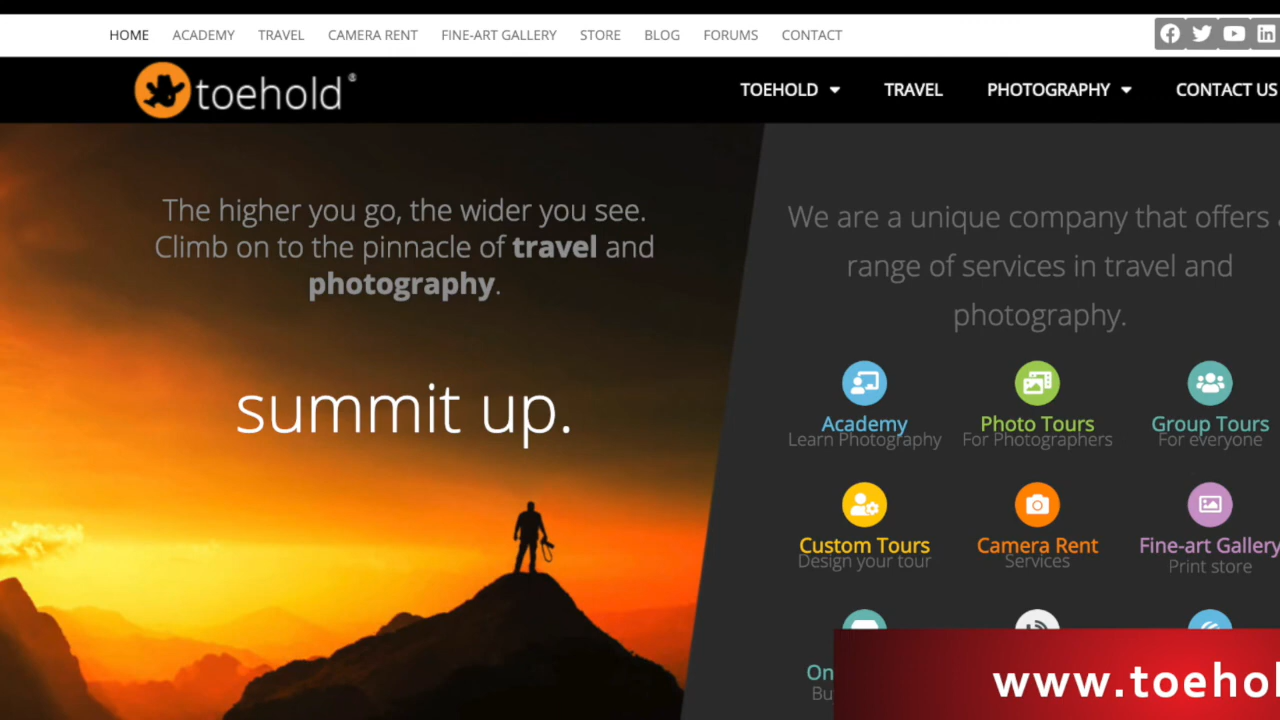 HOME ACADEMY TRAVEL CAMERA RENT FINE-ART GALLERY STORE BLOG FORUMS CONTACT
toehold®
TOEHOLD TRAVEL PHOTOGRAPHY CONTACT US
The higher you go, the wider you see.
Climb on to the pinnacle of travel and
photography.
summit up.
We are a unique company that offers
range of services in travel and
photography.
Academy
Learn Photography
Photo Tours
For Photographers
Group Tours
For everyone
Custom Tours
Design your tour
Camera Rent
Services
Fine-art Gallery
Print store
www.toehol